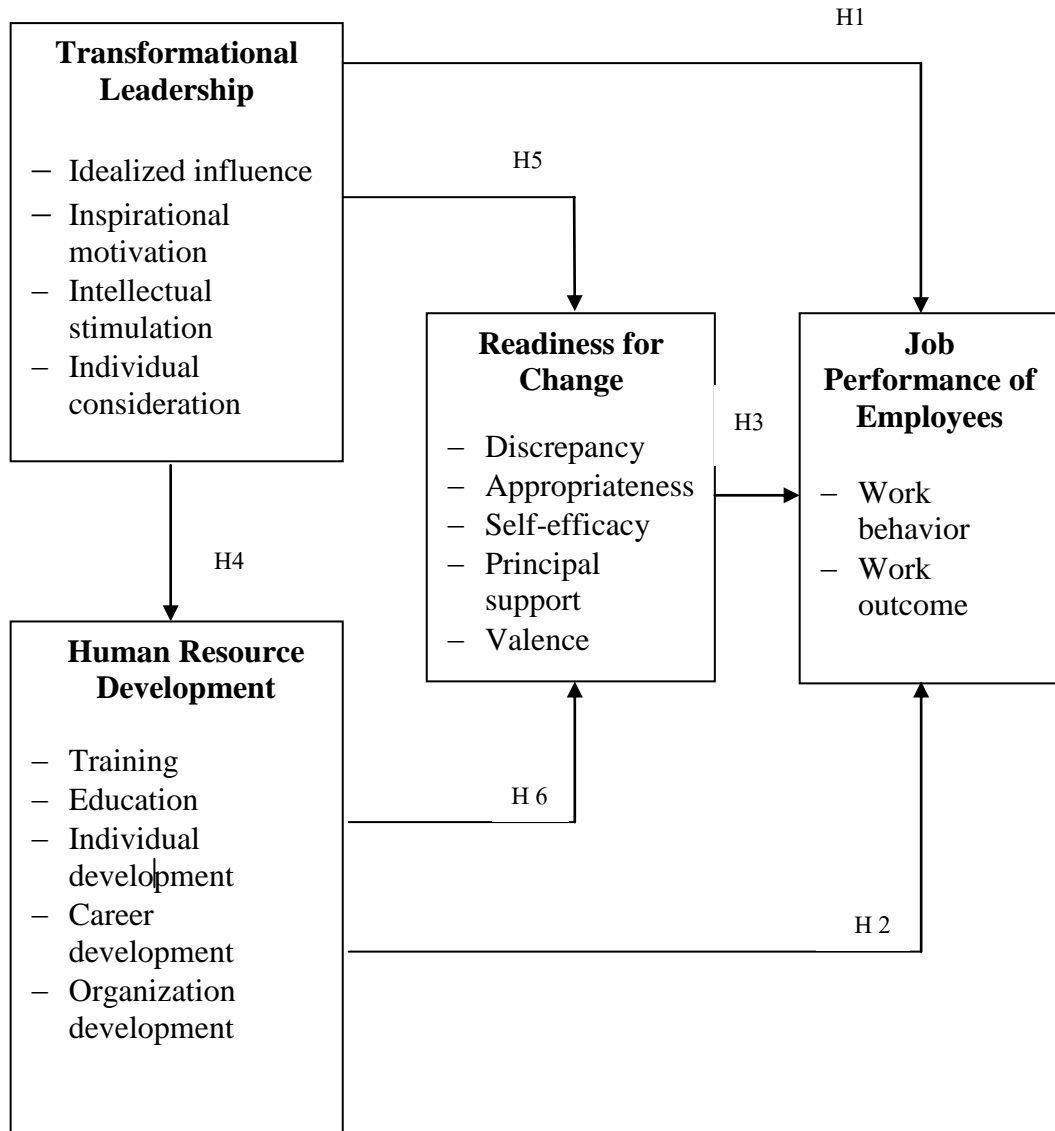 H1
Transformational
Leadership
– Idealized influence
– Inspirational
motivation
– Intellectual
stimulation
– Individual
consideration
H5
Readiness for
Change
– Discrepancy
– Appropriateness
– Self-efficacy
– Principal
support
– Valence
H3
Job
Performance of
Employees
– Work
behavior
– Work
outcome
H4
Human Resource
Development
– Training
– Education
– Individual
development
– Career
development
– Organization
development
H 6
H 2